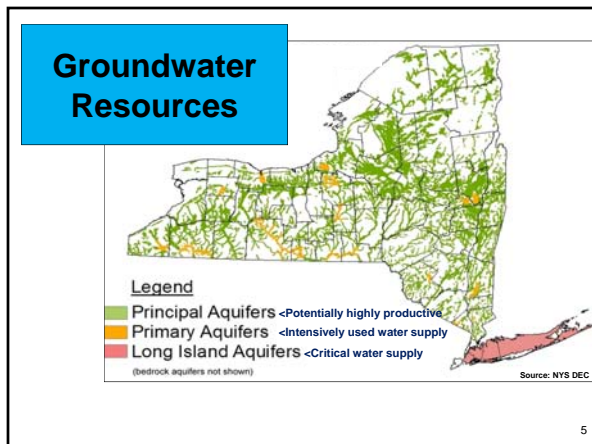 Groundwater
Resources
Legend
Principal Aquifers <Potentially highly productive
Primary Aquifers <Intensively used water supply
Long Island Aquifers <Critical water supply
(bedrock aquifers not shown)
Source: NYS DEC
5